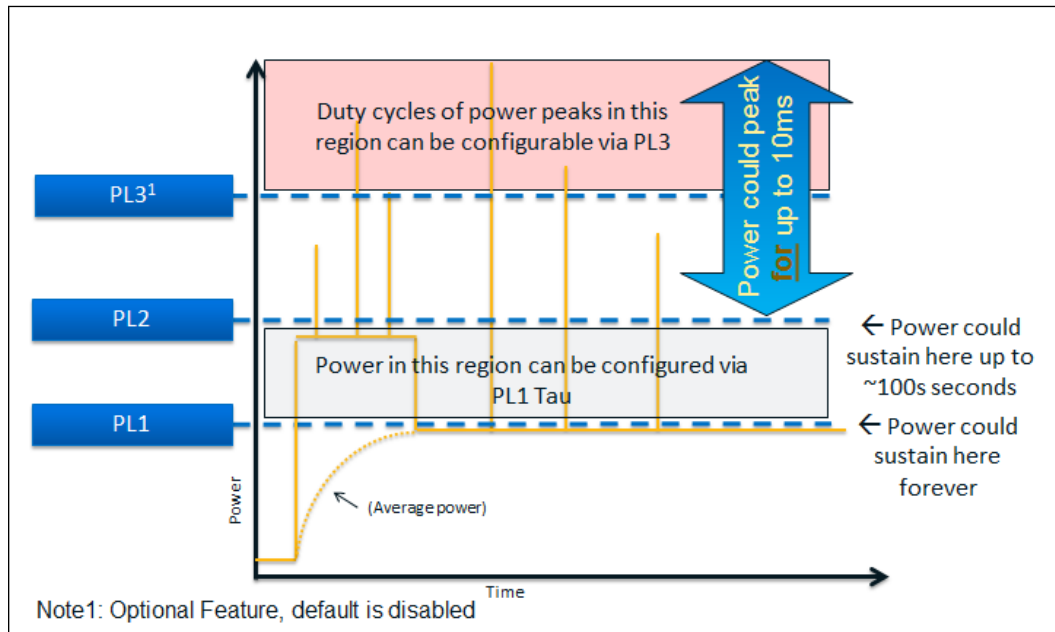 Duty cycles of power peaks in this
region can be configurable via PL3
Power could peak
for up to 10ms
PL3¹
PL2
← Power could
sustain here up to
~100s seconds
Power in this region can be configured via
PL1 Tau
PL1
← Power could
sustain here
forever
Power
(Average power)
Time
Note1: Optional Feature, default is disabled